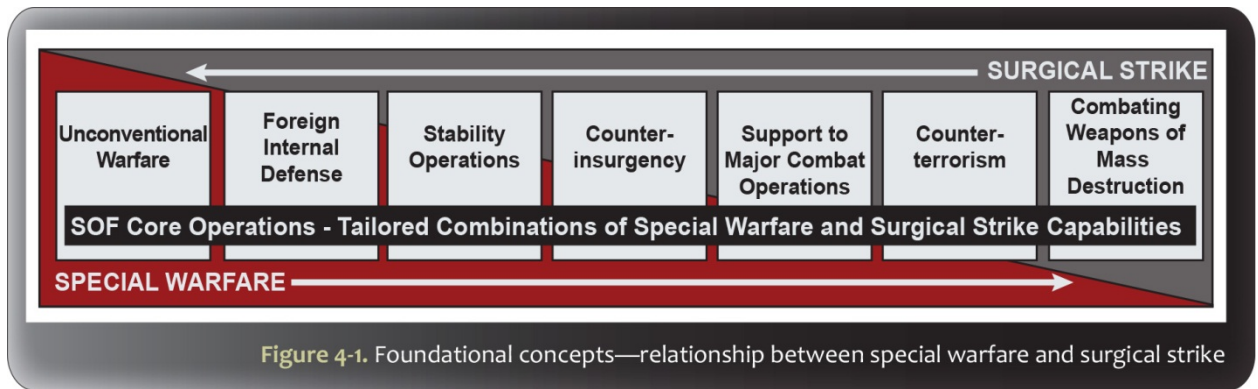 SURGICAL STRIKE
Unconventional
Warfare
Foreign
Internal
Defense
Stability
Operations
Counter-
insurgency
Support to
Major Combat
Operations
Counter-
terrorism
Combating
Weapons of
Mass
Destruction
SOF Core Operations - Tailored Combinations of Special Warfare and Surgical Strike Capabilities
SPECIAL WARFARE
Figure 4-1. Foundational concepts—relationship between special warfare and surgical strike